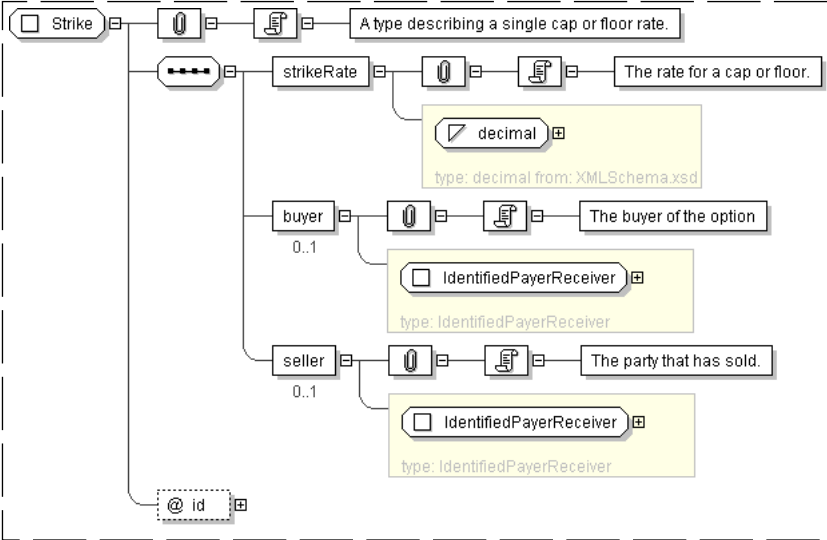 Strike
A type describing a single cap or floor rate.
strikeRate
The rate for a cap or floor.
decimal
type: decimal from: XMLSchema.xsd
buyer
The buyer of the option
0..1
IdentifiedPayerReceiver
type: IdentifiedPayerReceiver
seller
The party that has sold.
0..1
IdentifiedPayerReceiver
type: IdentifiedPayerReceiver
@ id